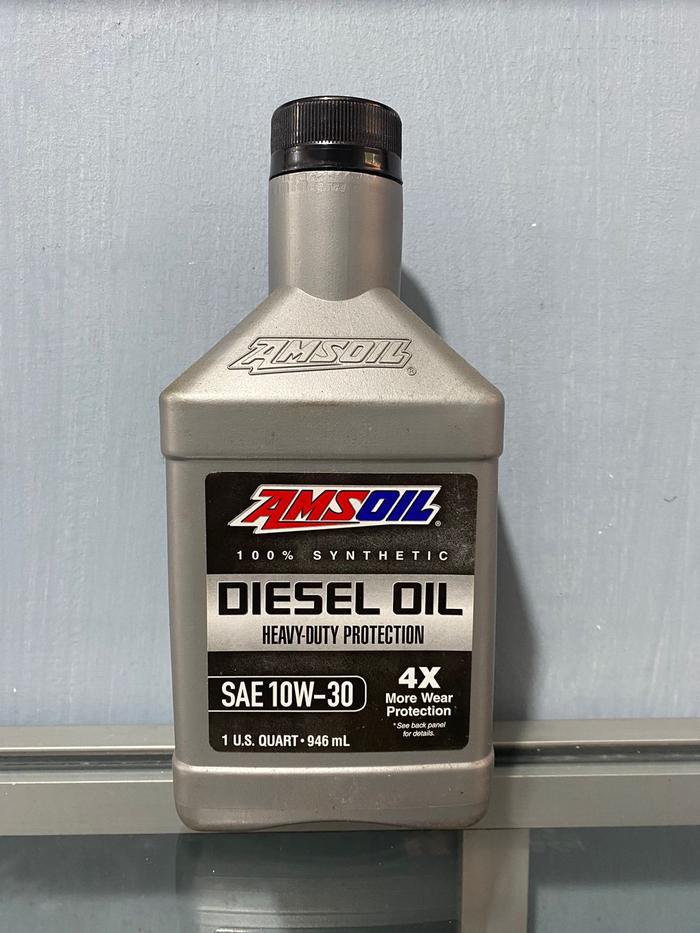 AMSOIL®
AMSOIL®
100% SYNTHETIC
DIESEL OIL
HEAVY-DUTY PROTECTION
SAE 10W-30
4X
More Wear
Protection
*See back panel
for details.
1 U.S. QUART • 946 mL